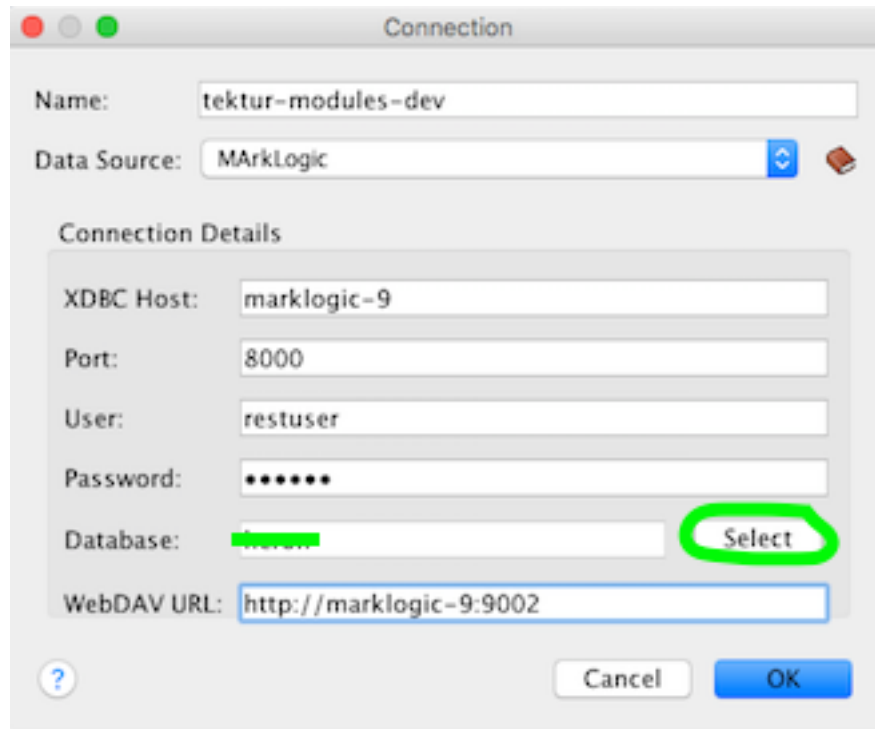 Connection
Name: tektur-modules-dev
Data Source: MArkLogic
Connection Details
XDBC Host: marklogic-9
Port: 8000
User: restuser
Password: ••••••
Database: Select
WebDAV URL: http://marklogic-9:9002
? Cancel OK